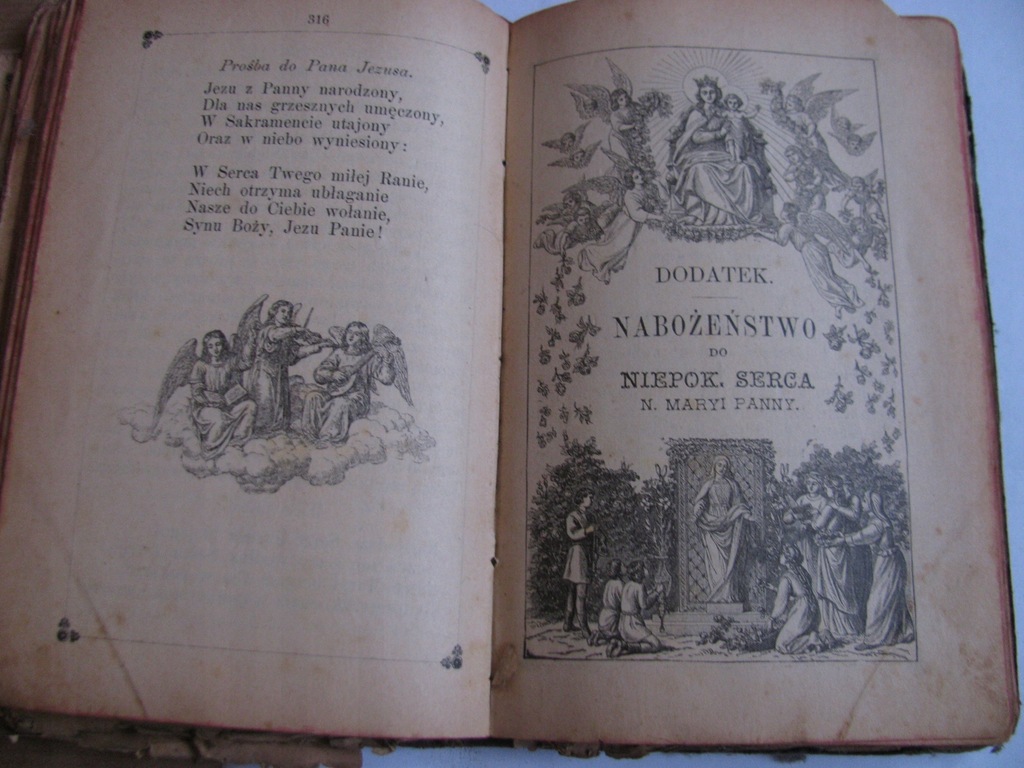 316
Prośba do Pana Jezusa.
Jezu z Panny narodzony,
Dla nas grzesznych umęczony,
W Sakramencie utajony
Oraz w niebo wyniesiony:
W Serca Twego miłej Ranie,
Niech otrzyma ubłaganie
Nasze do Ciebie wołanie,
Synu Boży, Jezu Panie!
DODATEK.
NABOŻEŃSTWO
DO
NIEPOK. SERCA
N. MARYI PANNY.